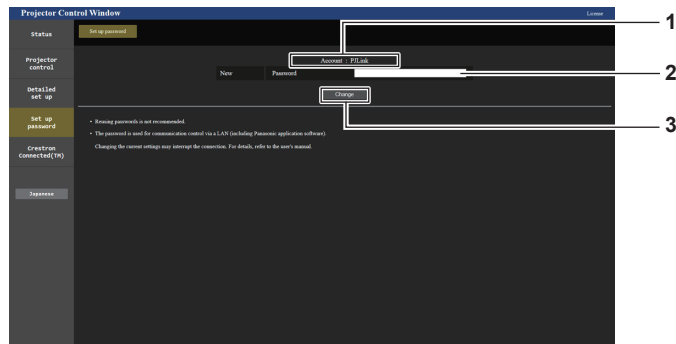 Projector Control Window
License
Status
Set up password
1
Projector
control
Account : PJLink
New Password
2
Detailed
set up
Change
3
Set up
password
• Reusing passwords is not recommended.
• The password is used for communication control via a LAN (including Panasonic application software).
Changing the current settings may interrupt the connection. For details, refer to the user's manual.
Crestron
Connected(TM)
Japanese